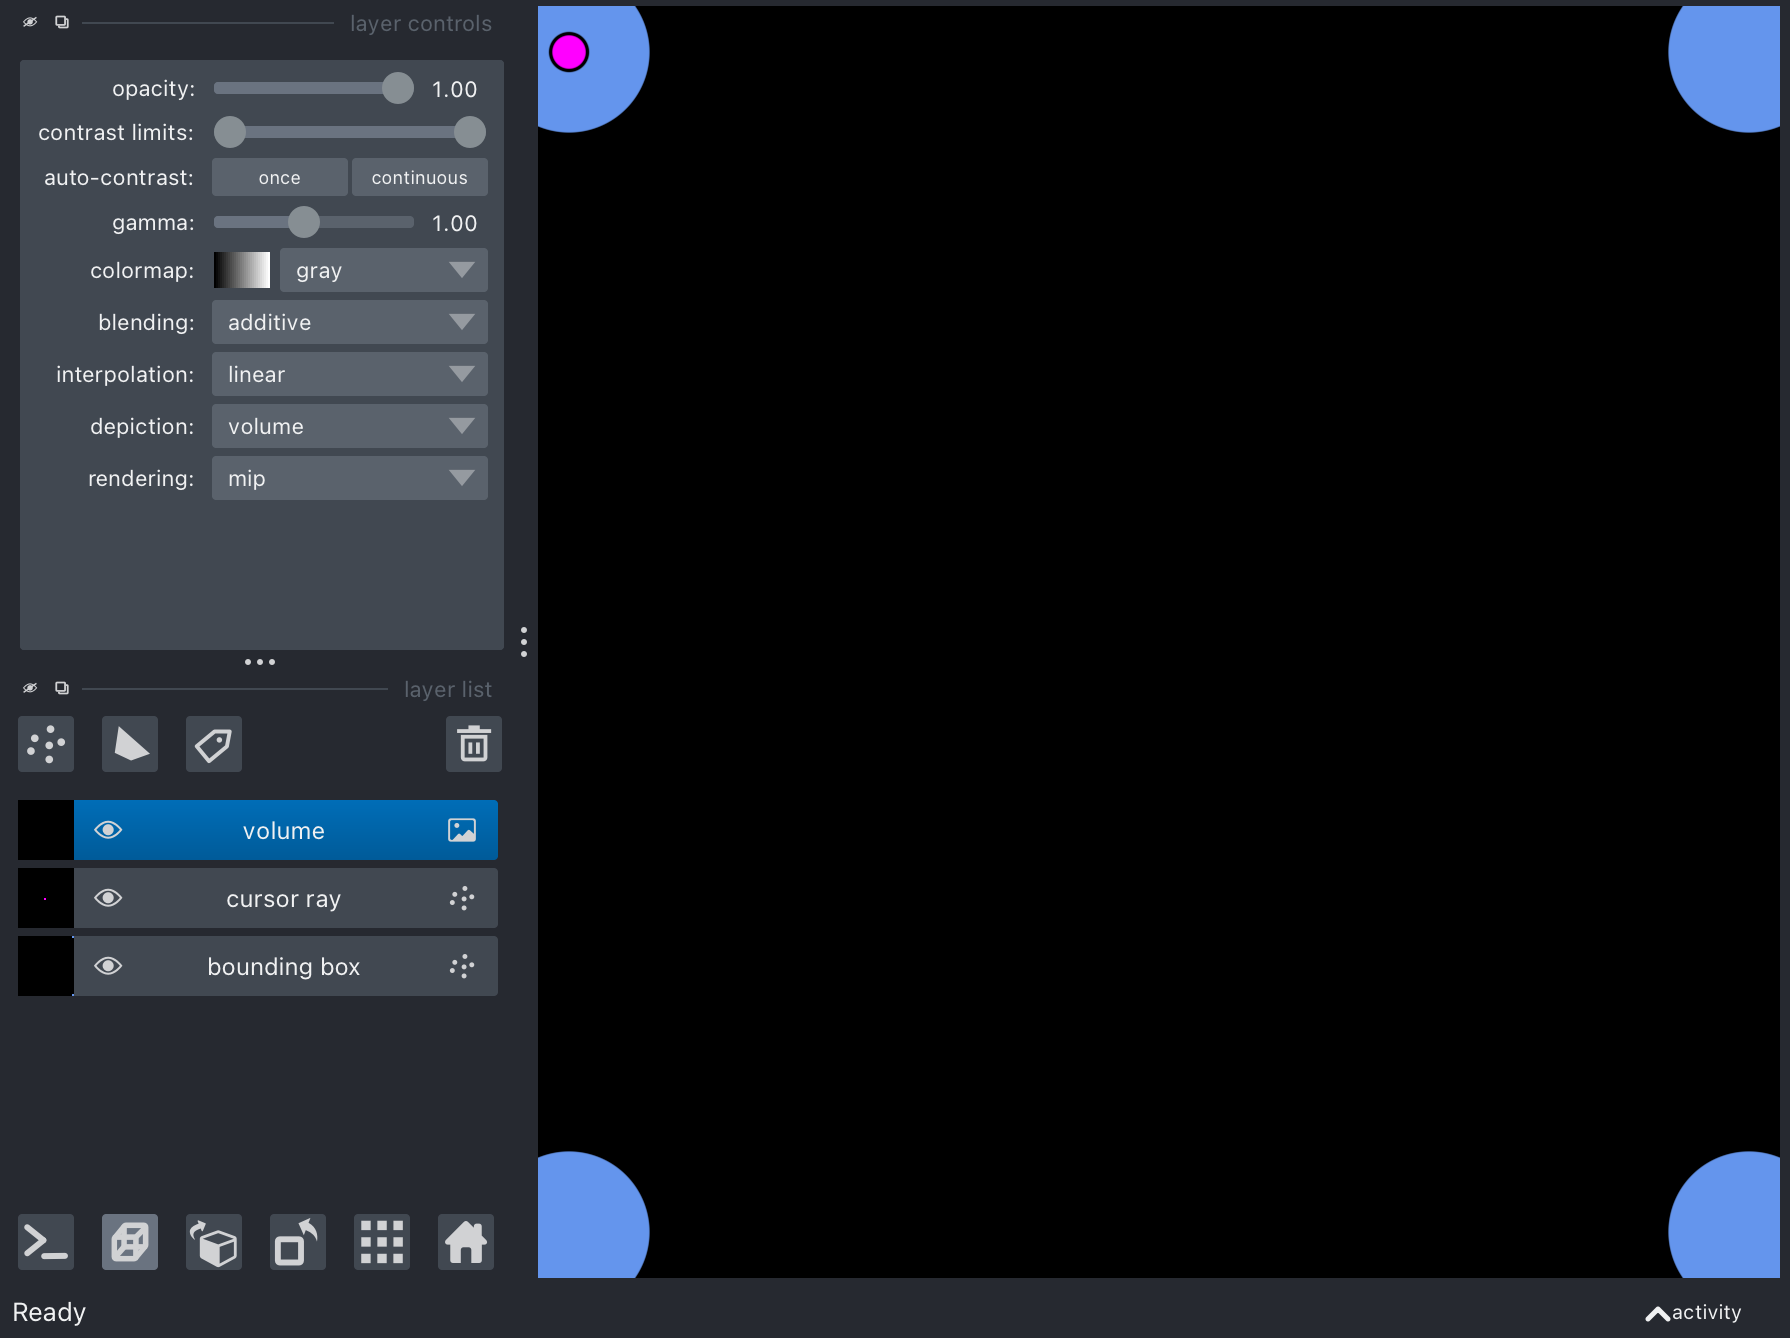 layer controls
opacity: 1.00
contrast limits:
auto-contrast: once continuous
gamma: 1.00
colormap: gray
blending: additive
interpolation: linear
depiction: volume
rendering: mip
layer list
volume
cursor ray
bounding box
Ready
activity